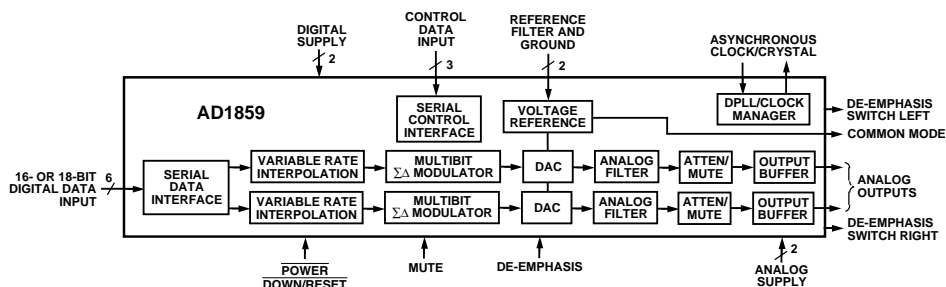 DIGITAL
SUPPLY
2
CONTROL
DATA
INPUT
3
REFERENCE
FILTER AND
GROUND
2
ASYNCHRONOUS
CLOCK/CRYSTAL
AD1859
SERIAL
CONTROL
INTERFACE
VOLTAGE
REFERENCE
DPLL/CLOCK
MANAGER
DE-EMPHASIS
SWITCH LEFT
COMMON MODE
16- OR 18-BIT
DIGITAL DATA
INPUT
6
SERIAL
DATA
INTERFACE
VARIABLE RATE
INTERPOLATION
MULTIBIT
ΣΔ MODULATOR
DAC
ANALOG
FILTER
ATTEN/
MUTE
OUTPUT
BUFFER
VARIABLE RATE
INTERPOLATION
MULTIBIT
ΣΔ MODULATOR
DAC
ANALOG
FILTER
ATTEN/
MUTE
OUTPUT
BUFFER
ANALOG
OUTPUTS
DE-EMPHASIS
SWITCH RIGHT
POWER
DOWN/RESET
MUTE
DE-EMPHASIS
2
ANALOG
SUPPLY